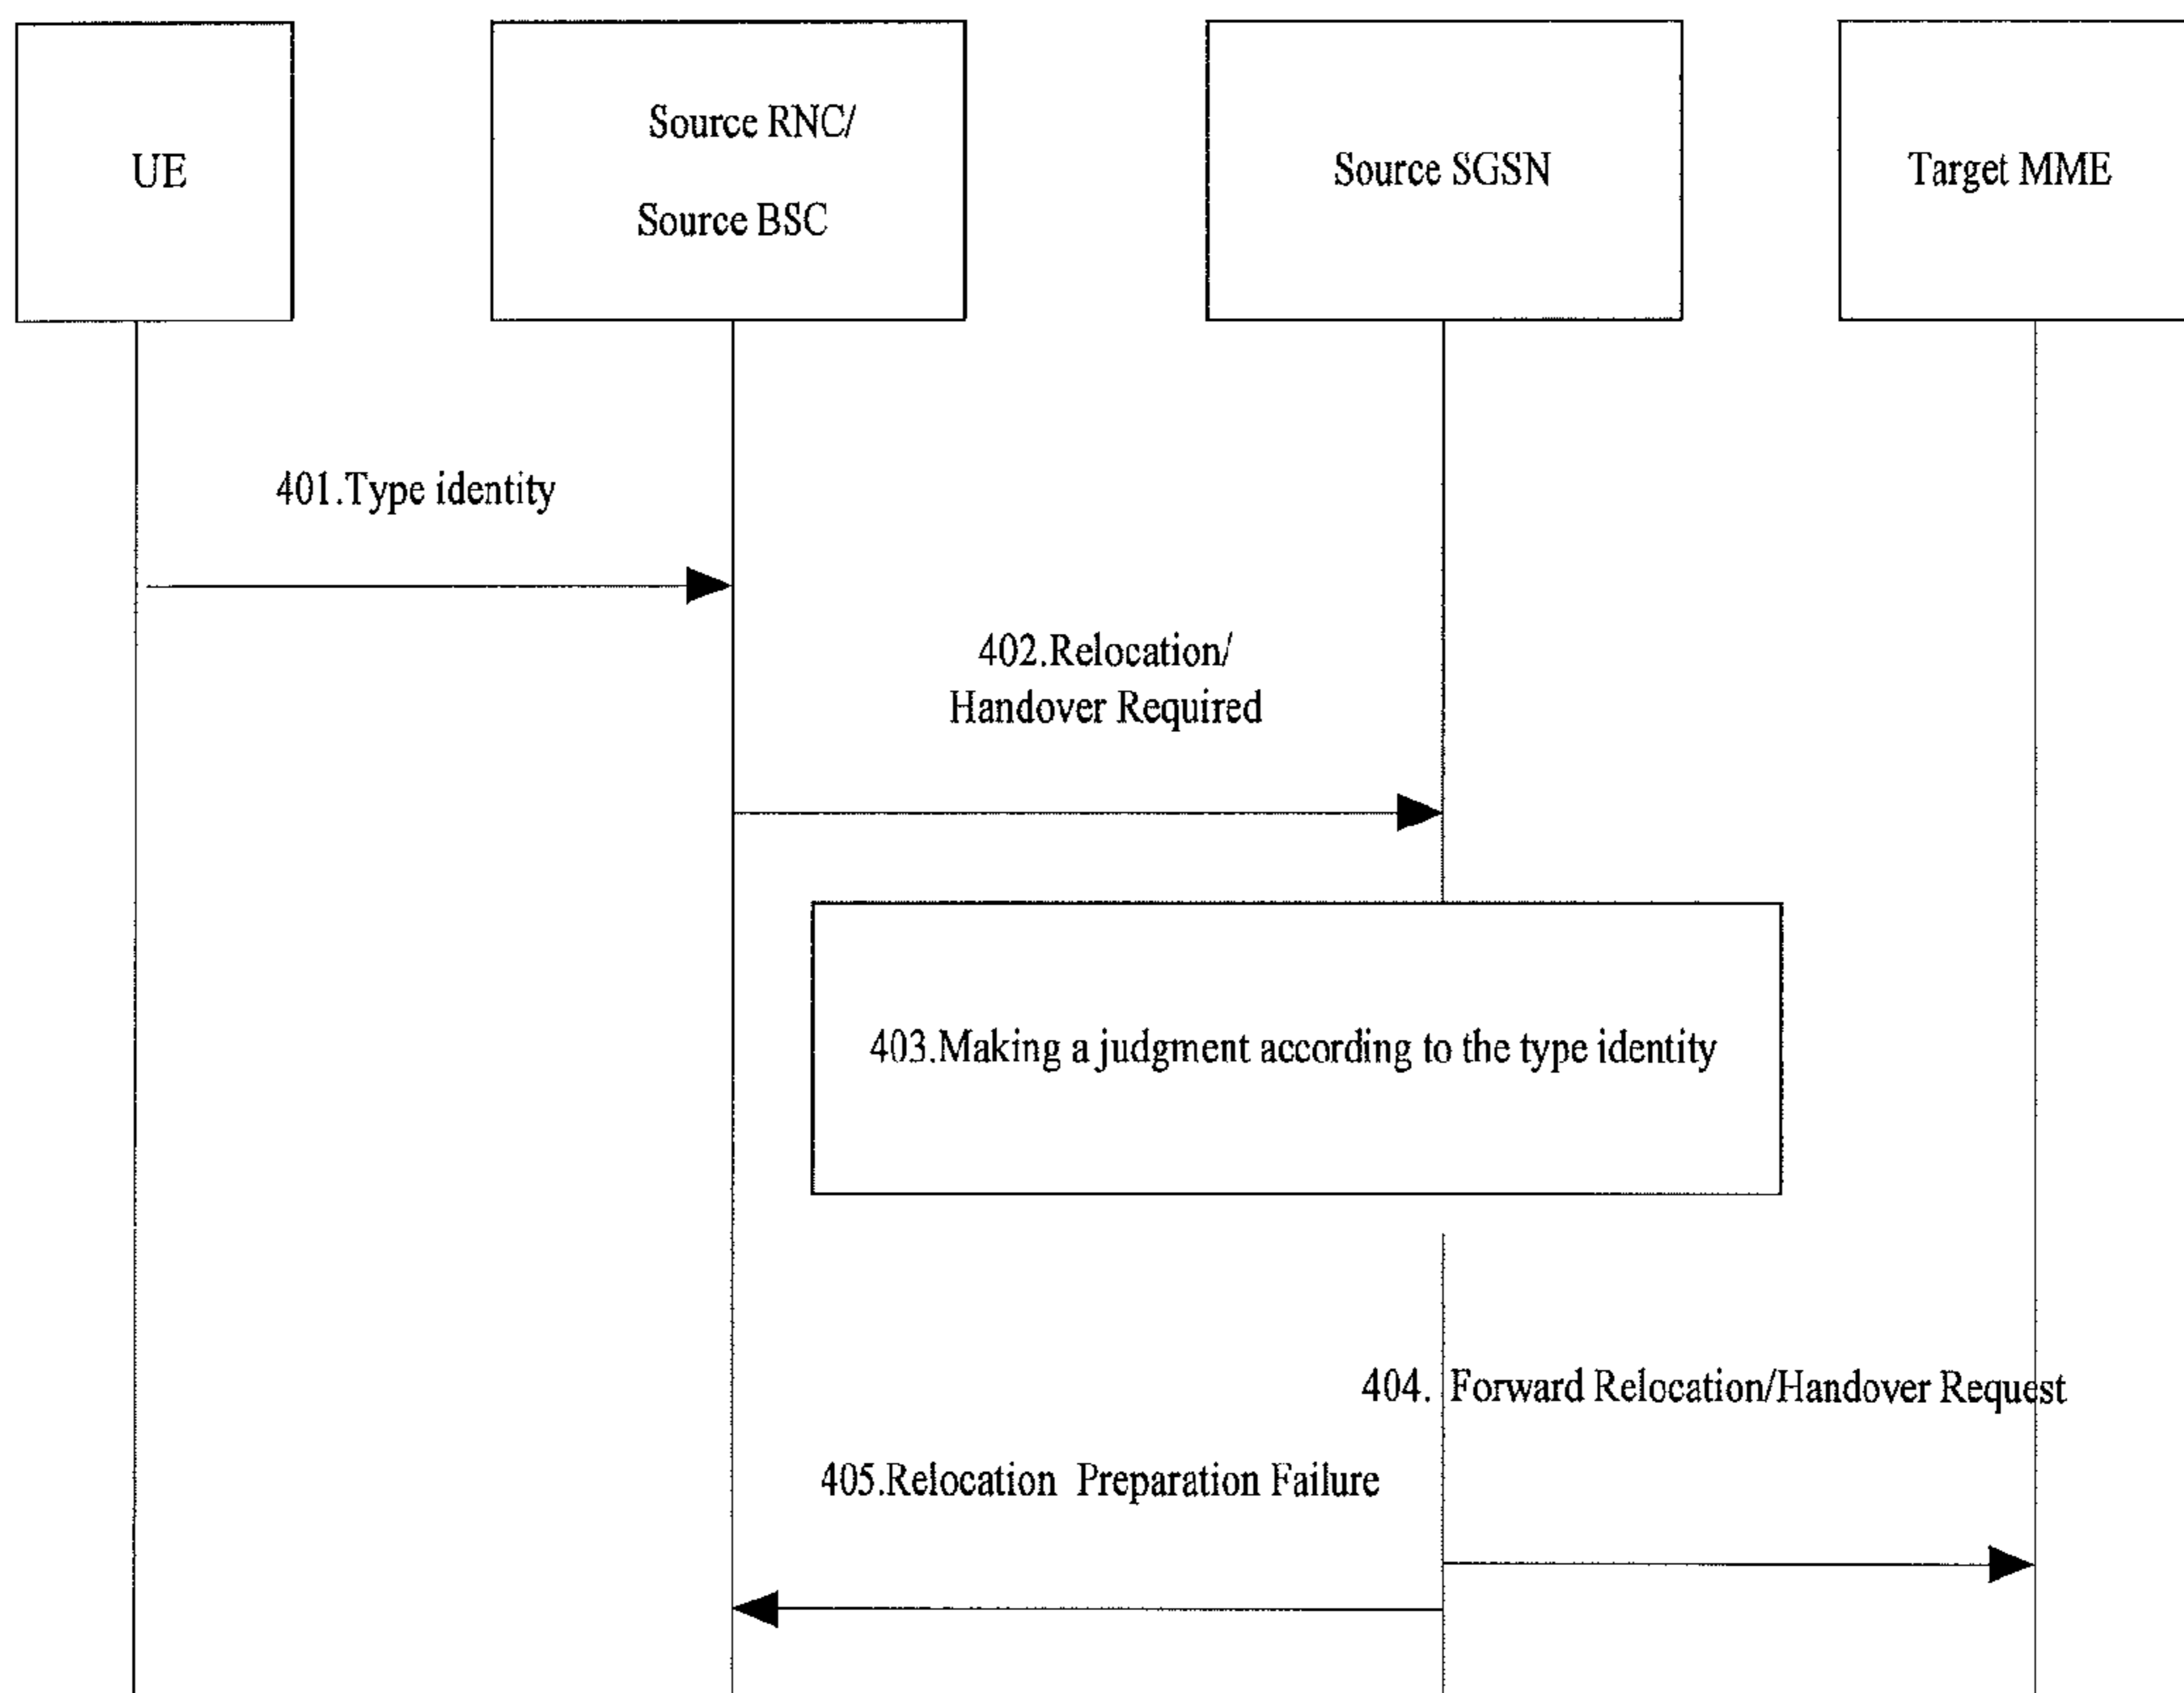 UE
Source RNC/
Source BSC
Source SGSN
Target MME
401.Type identity
402.Relocation/
Handover Required
403.Making a judgment according to the type identity
404. Forward Relocation/Handover Request
405.Relocation Preparation Failure